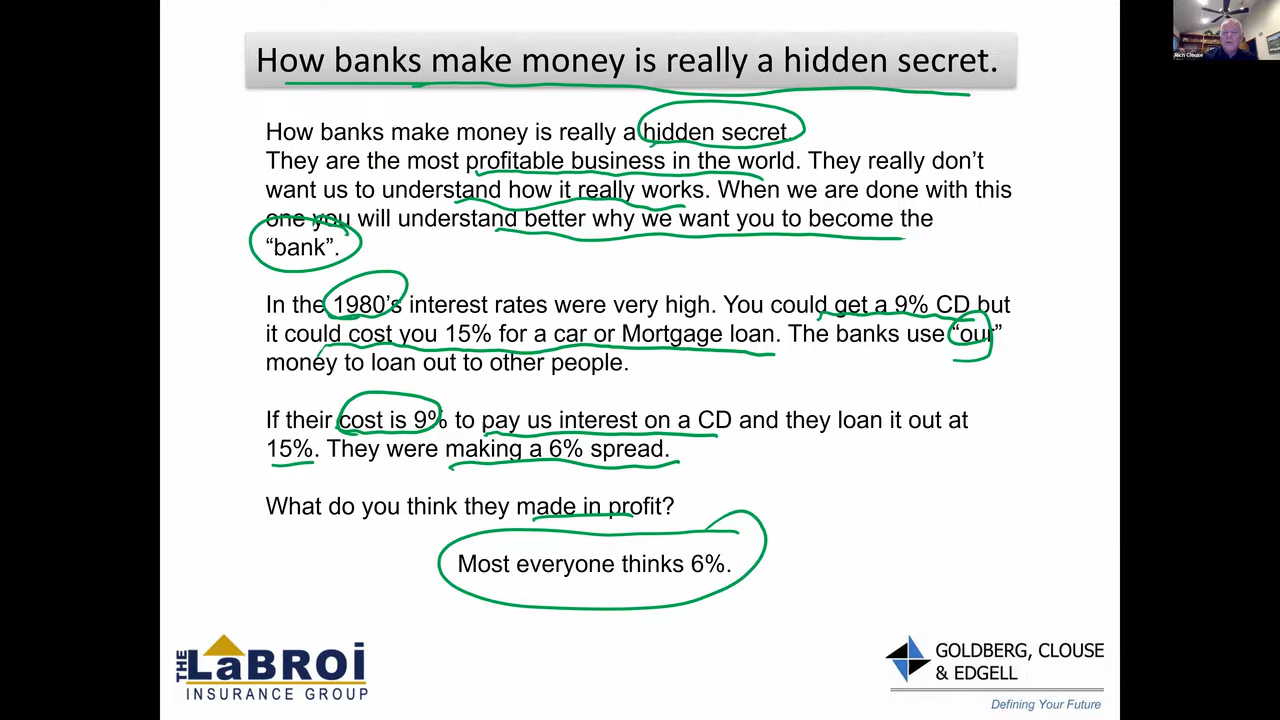 How banks make money is really a hidden secret.
Rich Clouse
How banks make money is really a hidden secret.
They are the most profitable business in the world. They really don’t
want us to understand how it really works. When we are done with this
one you will understand better why we want you to become the
“bank”.
In the 1980’s interest rates were very high. You could get a 9% CD but
it could cost you 15% for a car or Mortgage loan. The banks use “our”
money to loan out to other people.
If their cost is 9% to pay us interest on a CD and they loan it out at
15%. They were making a 6% spread.
What do you think they made in profit?
Most everyone thinks 6%.
THE LaBROi
INSURANCE GROUP
GOLDBERG, CLOUSE
& EDGELL
Defining Your Future